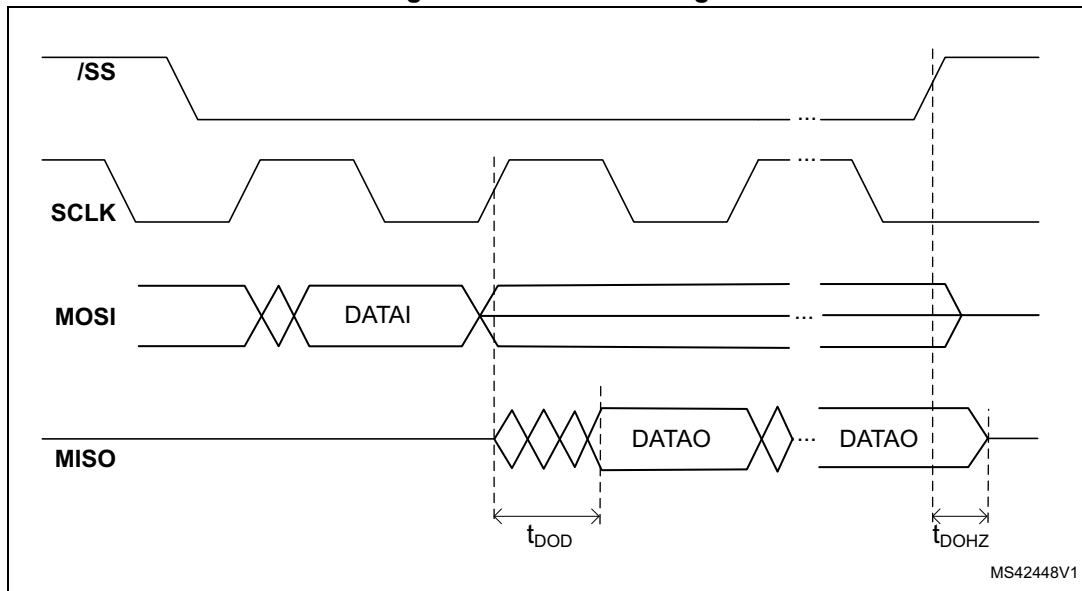 /SS
...
...
SCLK
MOSI
DATAI
...
MISO
DATAO
...
DATAO
tDOD
tDOHZ
MS42448V1